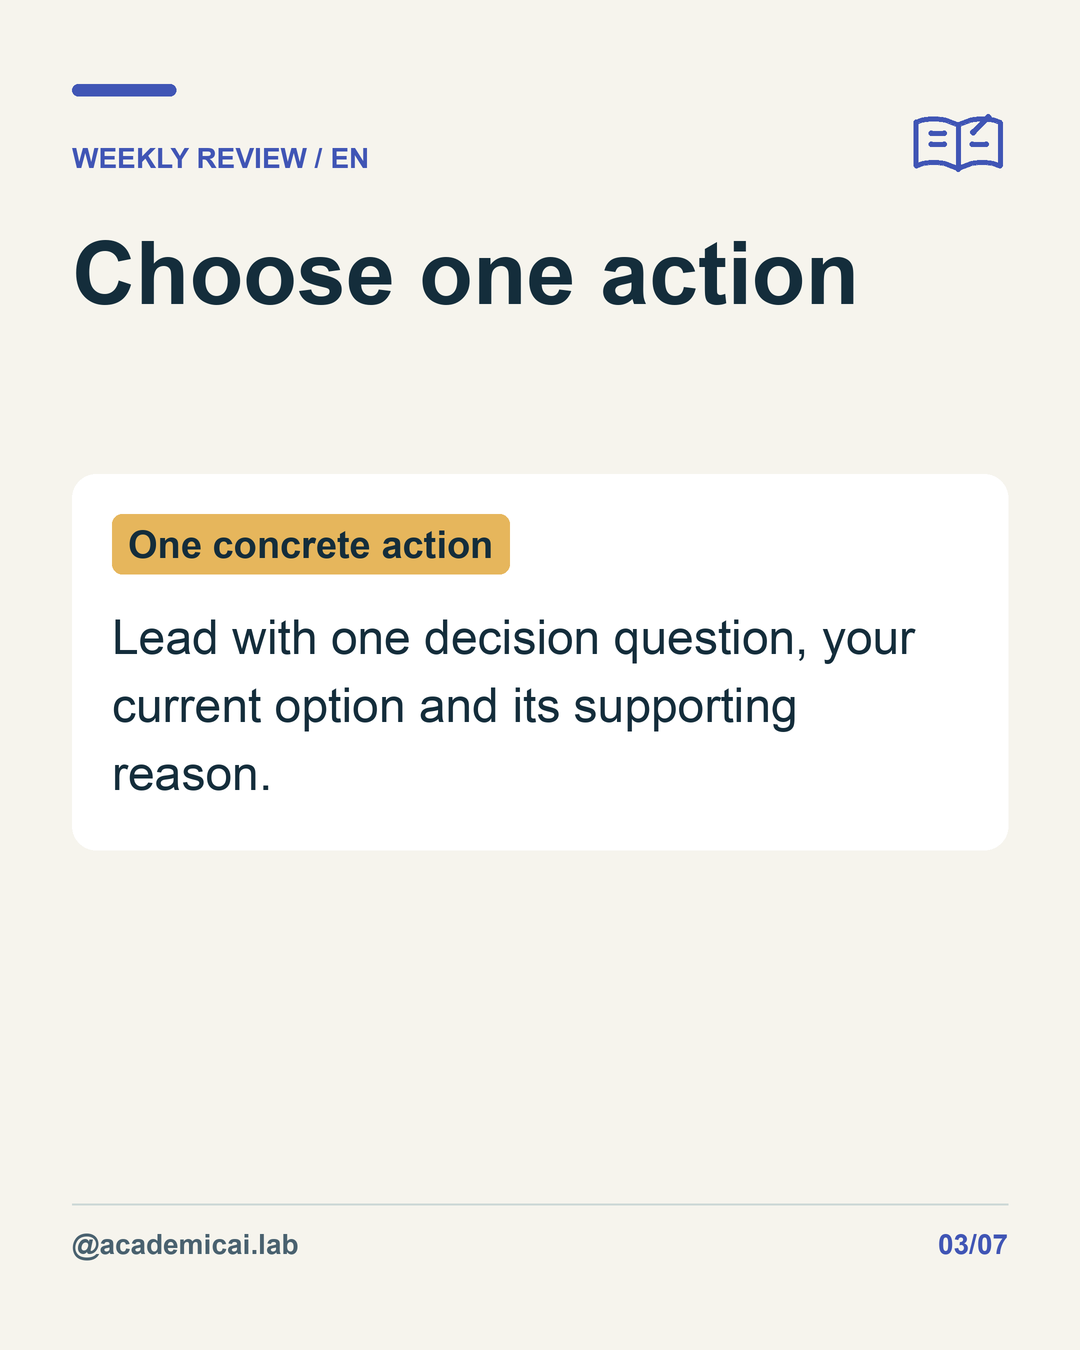 WEEKLY REVIEW / EN
Choose one action
One concrete action
Lead with one decision question, your
current option and its supporting
reason.
@academicai.lab
03/07